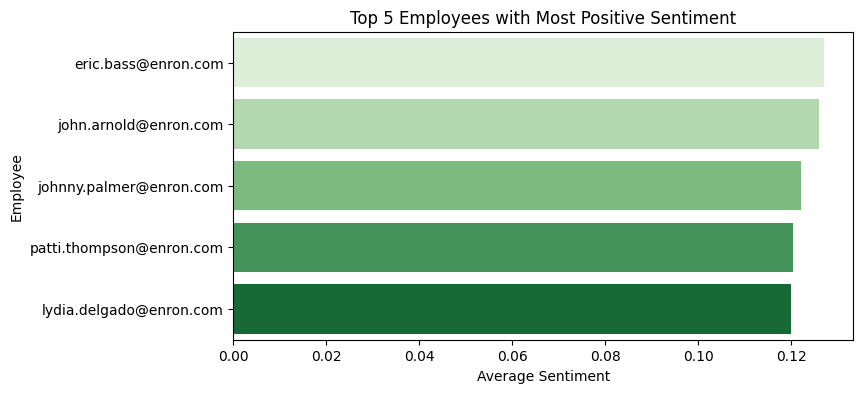 Top 5 Employees with Most Positive Sentiment
Employee
eric.bass@enron.com
john.arnold@enron.com
johnny.palmer@enron.com
patti.thompson@enron.com
lydia.delgado@enron.com
0.00 0.02 0.04 0.06 0.08 0.10 0.12
Average Sentiment